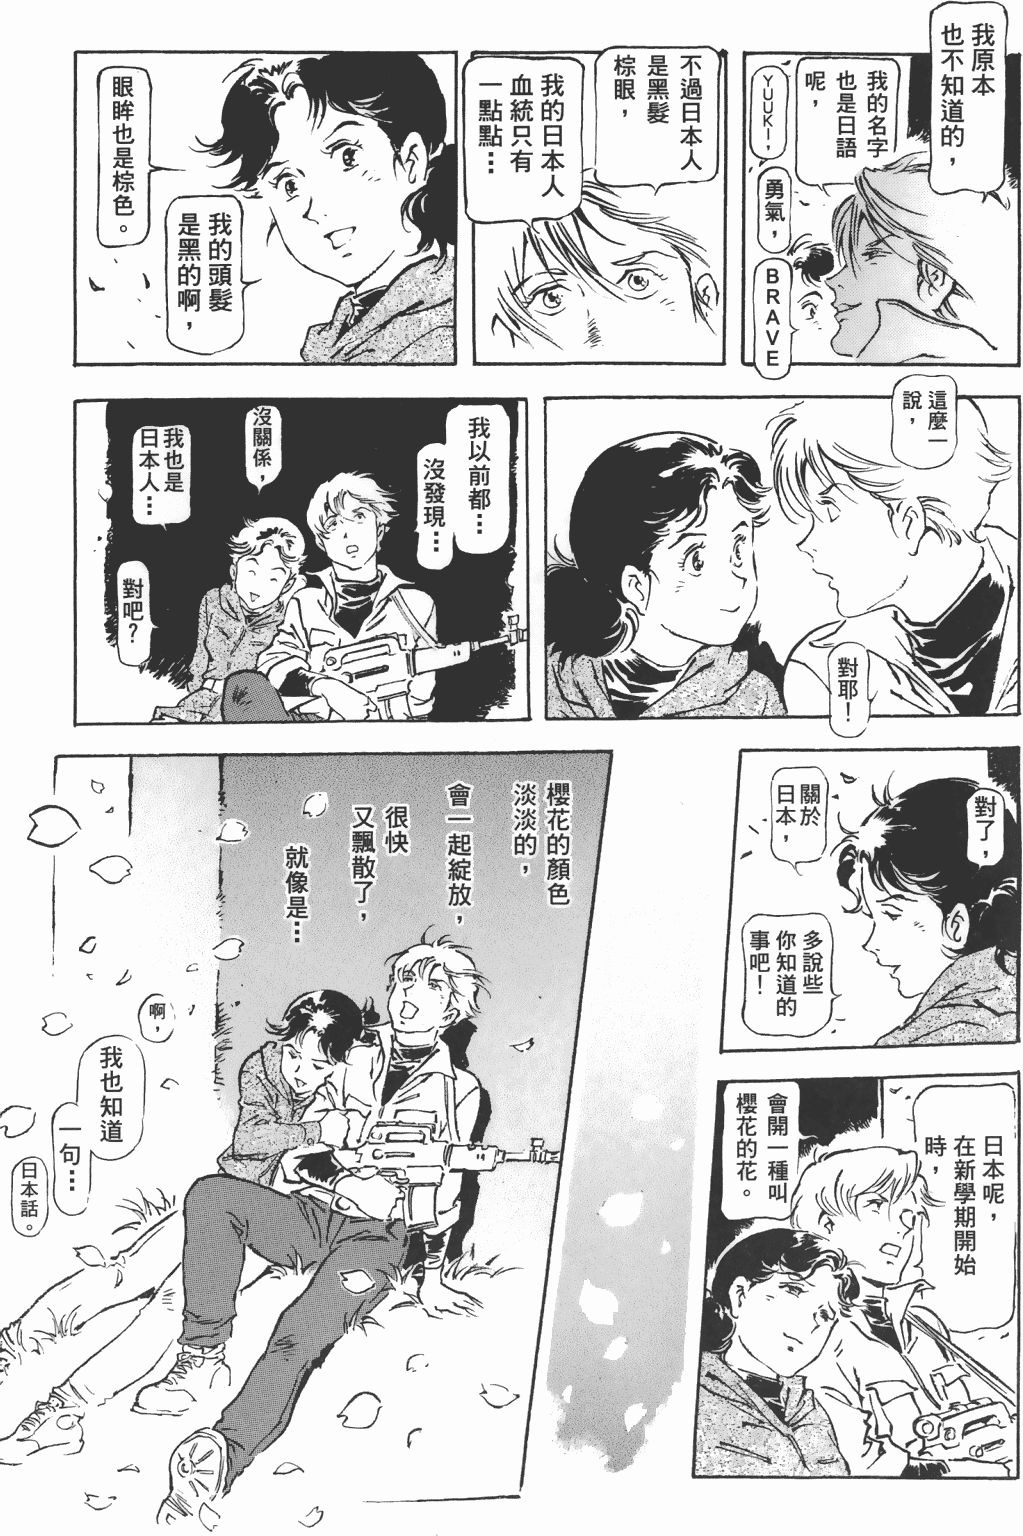 我原本
也不知道的，
我的名字
也是日語
呢，
YUUKI，
勇氣，
BRAVE
不過日本人
是黑髮
棕眼，
我的日本人
血統只有
一點點…
我的頭髮
是黑的啊，
眼眸也是棕色。
這麼一
說，
對耶！
我以前都…
沒發現…
沒關係，
我也是
日本人…
對吧？
對了，
關於
日本，
多說些
你知道的
事吧！
日本呢，
在新學期開始
時，
會開一種叫
櫻花的花。
櫻花的顏色
淡淡的，
會一起綻放，
很快
又飄散了，
就像是…
啊，
我也知道
一句…
日本話。